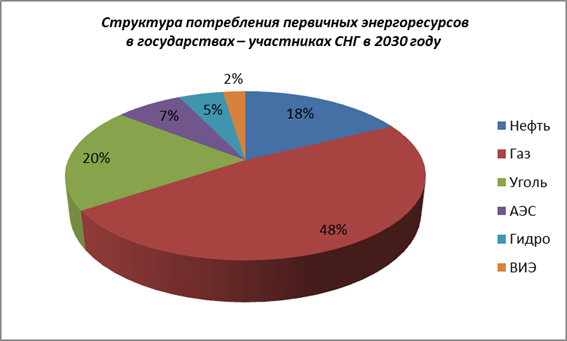 Структура потребления первичных энергоресурсов
в государствах – участниках СНГ в 2030 году
2%
18%
5%
7%
20%
48%
Нефть
Газ
Уголь
АЭС
Гидро
ВИЭ